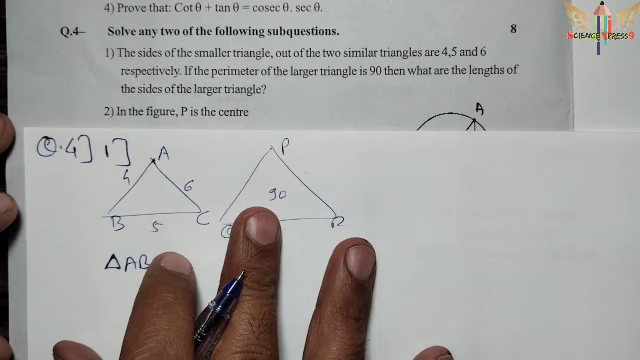 4) Prove that: Cot θ + tan θ = cosec θ. sec θ.
Q.4– Solve any two of the following subquestions. 8
1) The sides of the smaller triangle, out of the two similar triangles are 4,5 and 6
respectively. If the perimeter of the larger triangle is 90 then what are the lengths of
the sides of the larger triangle?
2) In the figure, P is the centre
A
SCIENCEXPRESS9
Q.4] 1]
A
P
4
6
90
B
C
R
5
△AB